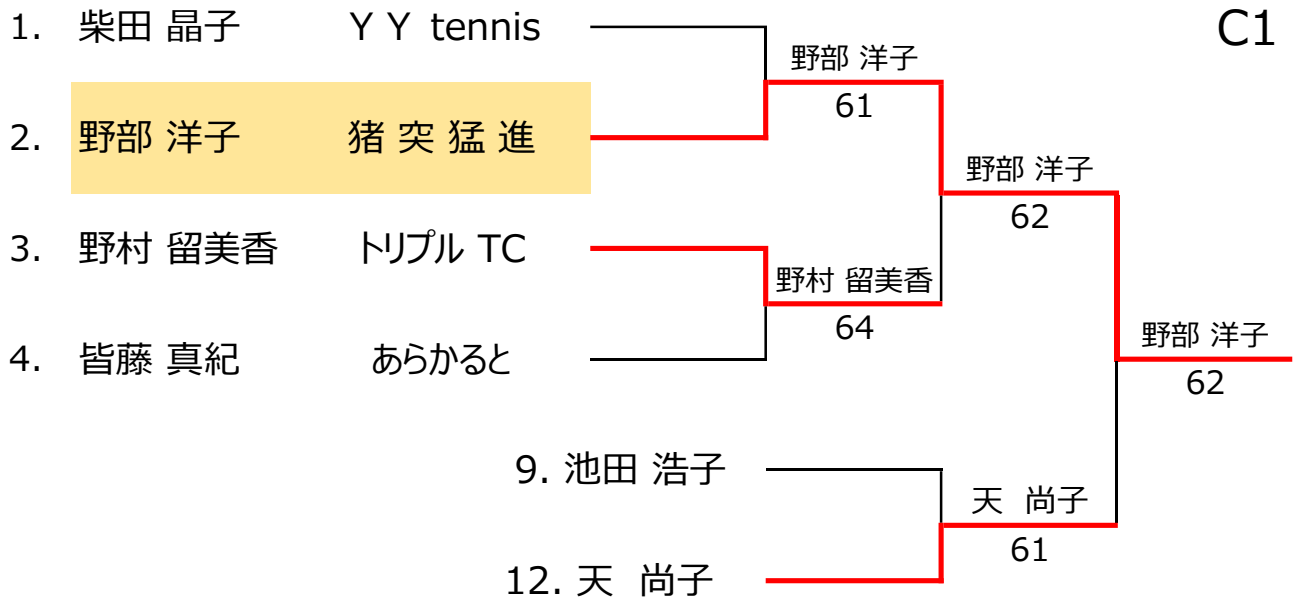 C1
1. 柴田 晶子 Y Y tennis
野部 洋子
61
2. 野部 洋子 猪 突 猛 進
野部 洋子
62
3. 野村 留美香 トリプル TC
野村 留美香
64
4. 皆藤 真紀 あらかると
野部 洋子
62
9. 池田 浩子
天 尚子
61
12. 天 尚子